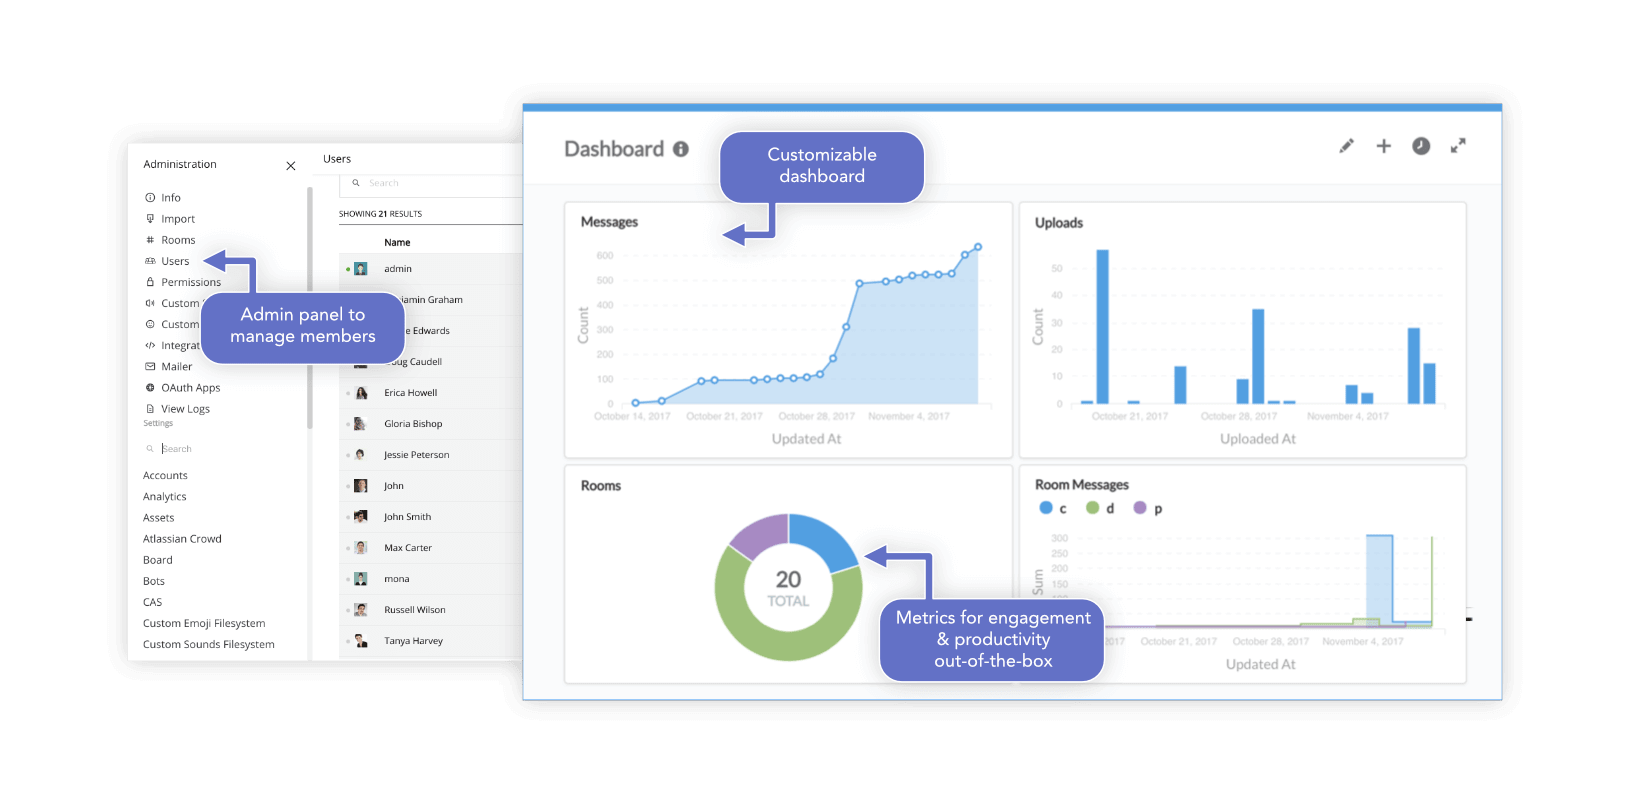 Administration
Info
Import
Rooms
Users
Permissions
Custom
Custom
Integrat
Mailer
OAuth Apps
View Logs
Settings
Search
Accounts
Analytics
Assets
Atlassian Crowd
Board
Bots
CAS
Custom Emoji Filesystem
Custom Sounds Filesystem
Admin panel to
manage members
Users
Search
SHOWING 21 RESULTS
Name
admin
jamin Graham
e Edwards
oug Caudell
Erica Howell
Gloria Bishop
Jessie Peterson
John
John Smith
Max Carter
mona
Russell Wilson
Tanya Harvey
Dashboard
Customizable
dashboard
Messages
Count
600
500
400
300
200
100
0
October 14, 2017 October 21, 2017 October 28, 2017 November 4, 2017
Updated At
Uploads
Count
50
40
30
20
10
0
October 21, 2017 October 28, 2017 November 4, 2017
Uploaded At
Rooms
20
TOTAL
Metrics for engagement
& productivity
out-of-the-box
Room Messages
c d p
Sum
300
250
200
150
2017 October 21, 2017 October 28, 2017 November 4, 2017
Updated At